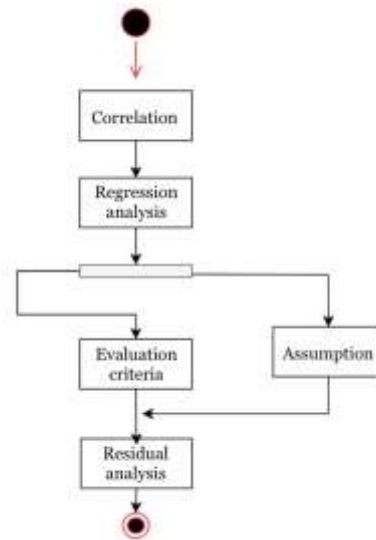 Correlation
Regression
analysis
Evaluation
criteria
Assumption
Residual
analysis